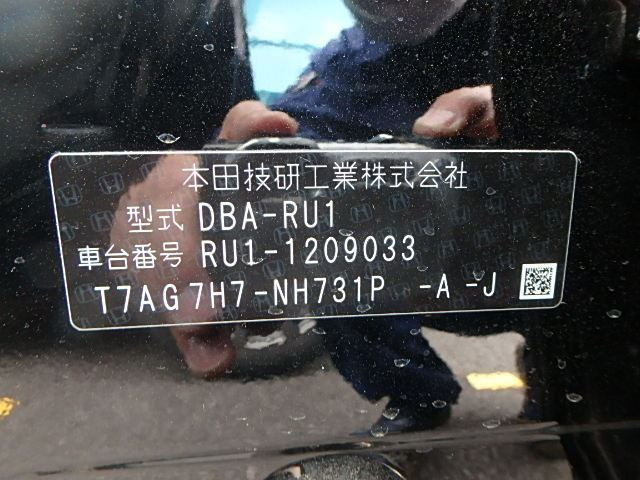 本田技研工業株式会社
型式 DBA-RU1
車台番号 RU1-1209033
T7AG7H7-NH731P -A -J